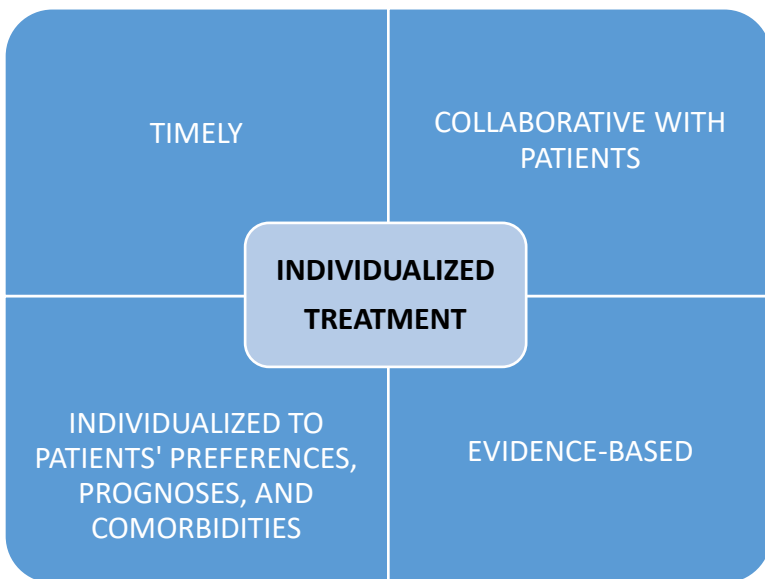 TIMELY
COLLABORATIVE WITH
PATIENTS
INDIVIDUALIZED
TREATMENT
INDIVIDUALIZED TO
PATIENTS' PREFERENCES,
PROGNOSES, AND
COMORBIDITIES
EVIDENCE-BASED